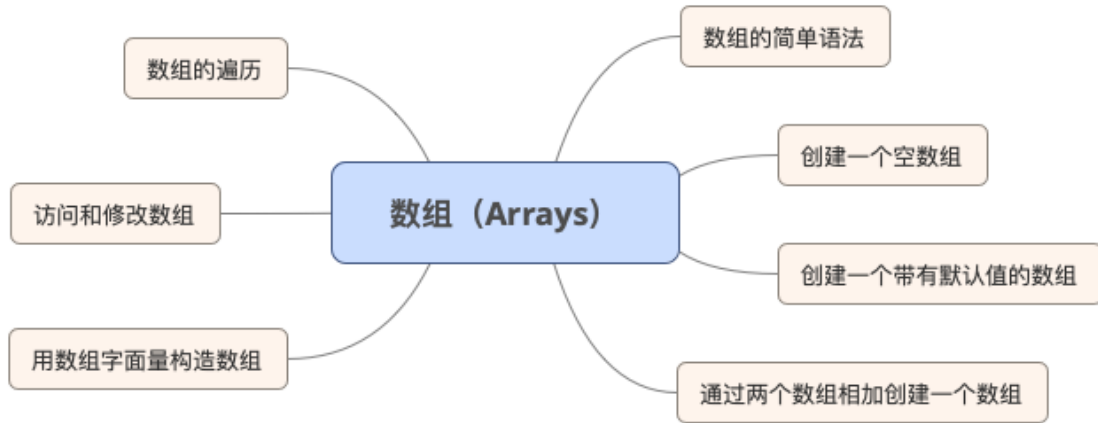 数组的简单语法
数组的遍历
创建一个空数组
访问和修改数组
数组（Arrays）
创建一个带有默认值的数组
用数组字面量构造数组
通过两个数组相加创建一个数组